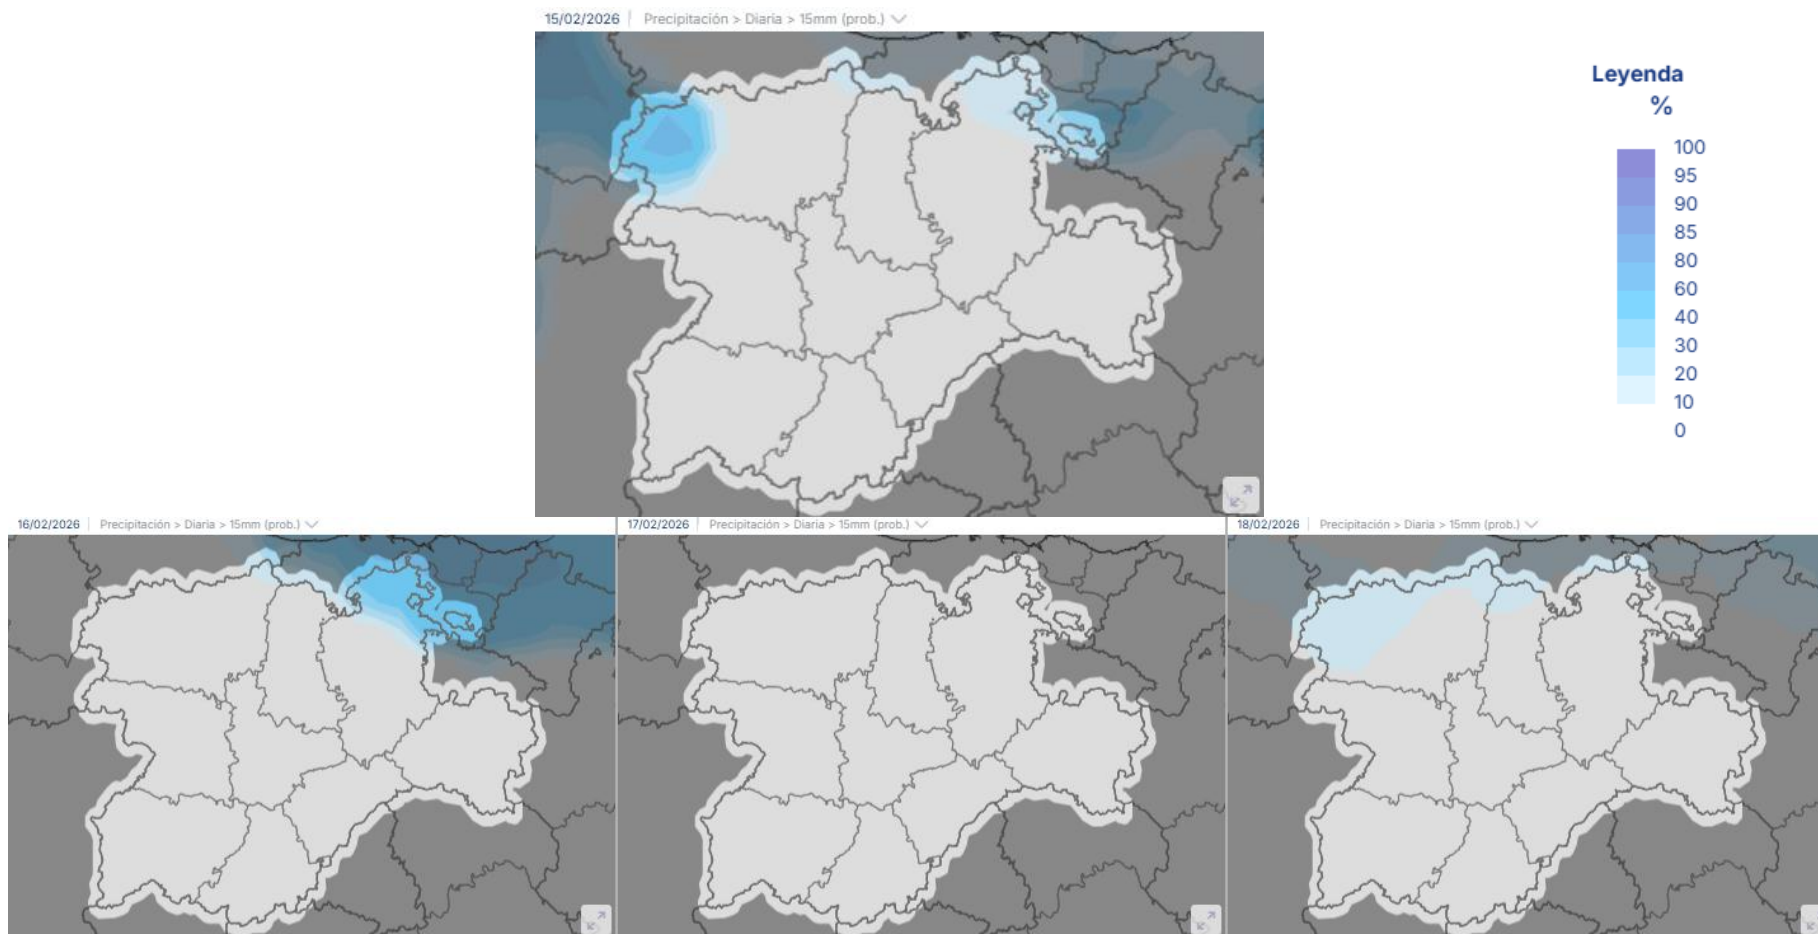 15/02/2026 Precipitación > Diaria > 15mm (prob.)
Leyenda
%
100
95
90
85
80
60
40
30
20
10
0
16/02/2026 Precipitación > Diaria > 15mm (prob.)
17/02/2026 Precipitación > Diaria > 15mm (prob.)
18/02/2026 Precipitación > Diaria > 15mm (prob.)